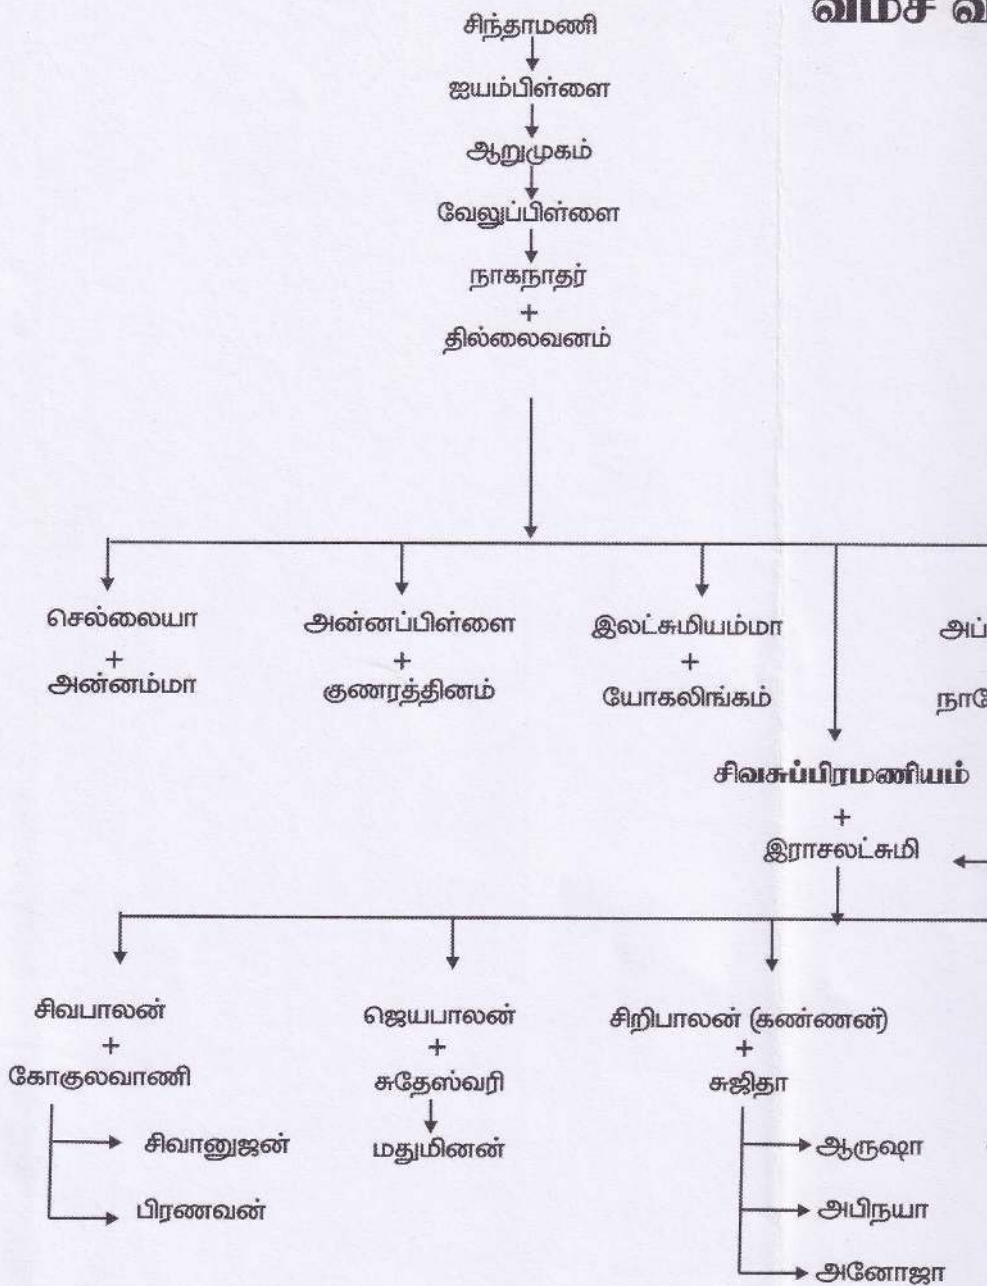 சிந்தாமணி
ஐயம்பிள்ளை
ஆறுமுகம்
வேலுப்பிள்ளை
நாகநாதர்
+
தில்லைவனம்
செல்லையா
+
அன்னம்மா
அன்னப்பிள்ளை
+
குணரத்தினம்
இலட்சுமியம்மா
+
யோகலிங்கம்
சிவசுப்பிரமணியம்
+
இராசலட்சுமி
சிவபாலன்
+
கோகுலவாணி
சிவானுஜன்
பிரணவன்
ஜெயபாலன்
+
சுதேஸ்வரி
மதுமினன்
சிறிபாலன் (கண்ணன்)
+
சுஜிதா
ஆருஷா
அபிநயா
அனோஜா